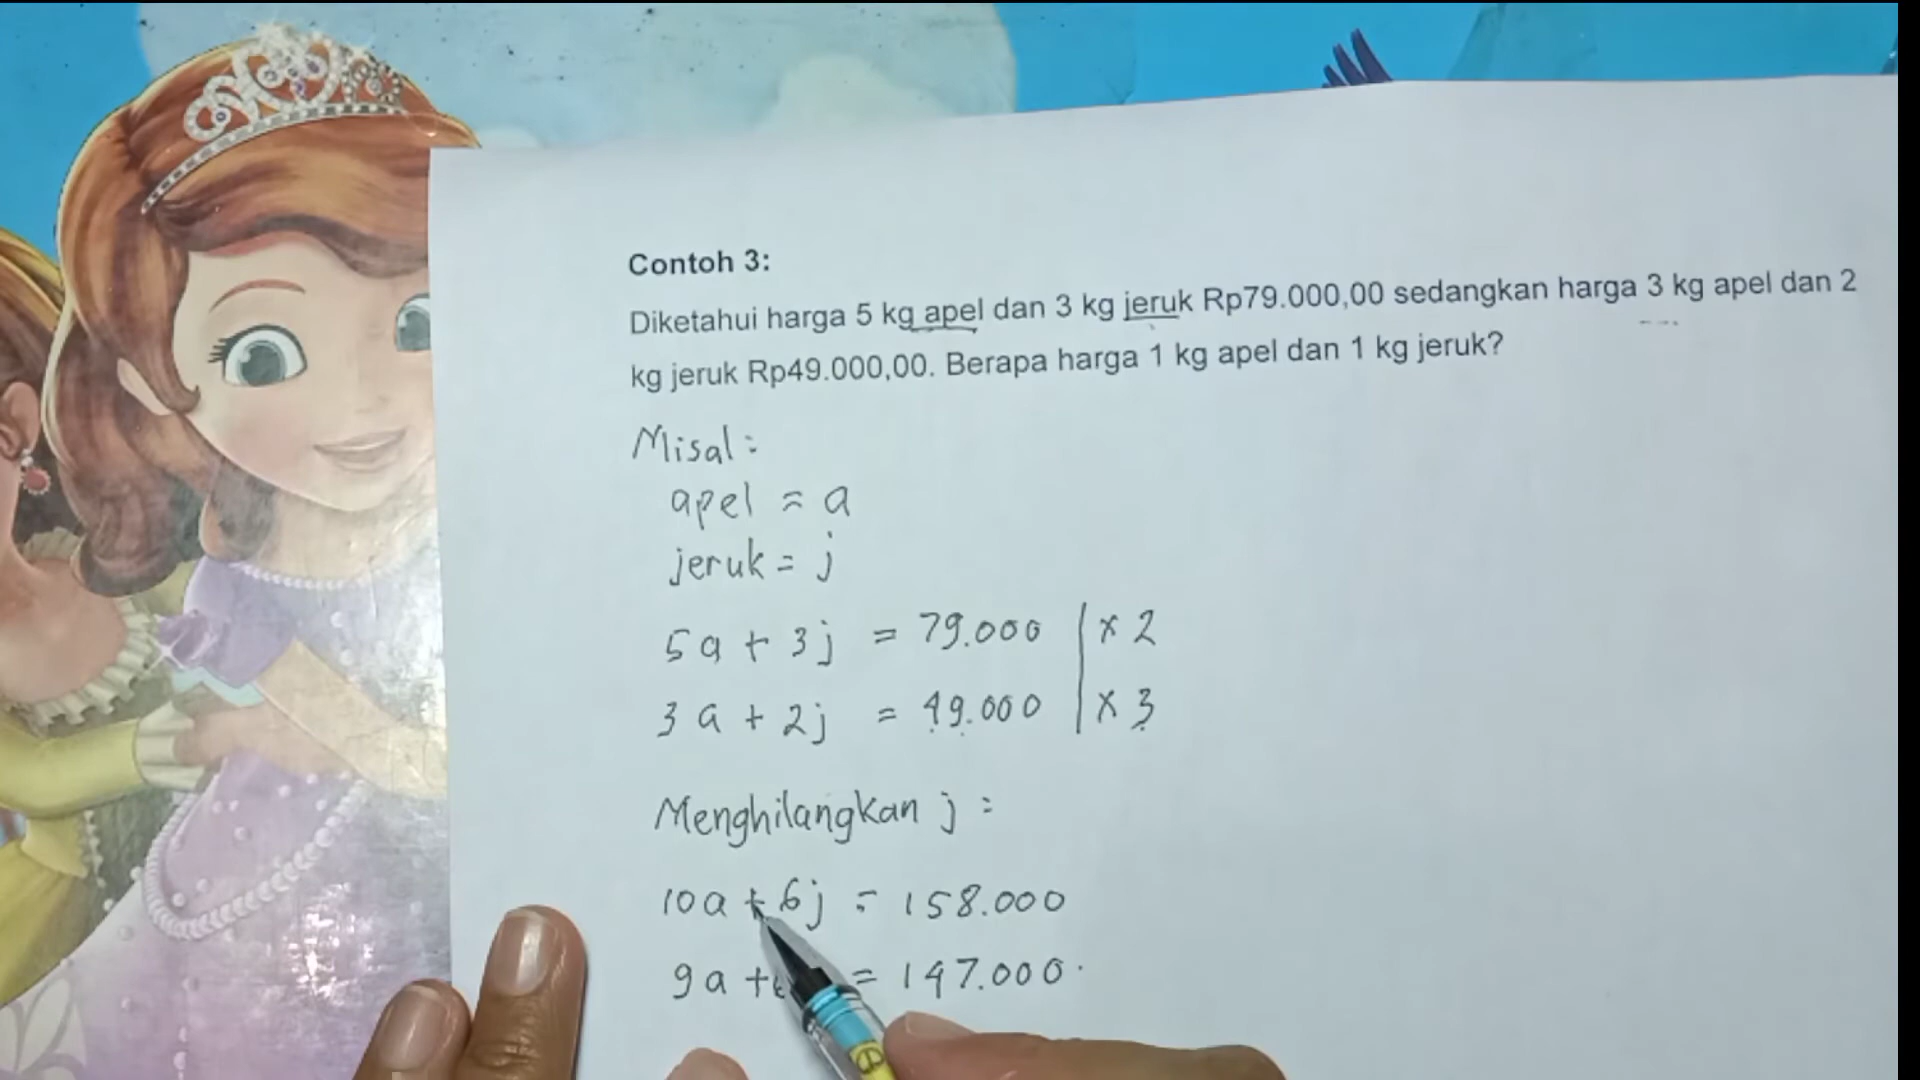 Contoh 3:
Diketahui harga 5 kg apel dan 3 kg jeruk Rp79.000,00 sedangkan harga 3 kg apel dan 2
kg jeruk Rp49.000,00. Berapa harga 1 kg apel dan 1 kg jeruk?
Misal:
apel = a
jeruk = j
5a + 3j = 79.000 | × 2
3a + 2j = 49.000 | × 3
Menghilangkan j:
10a + 6j = 158.000
9a + = 147.000